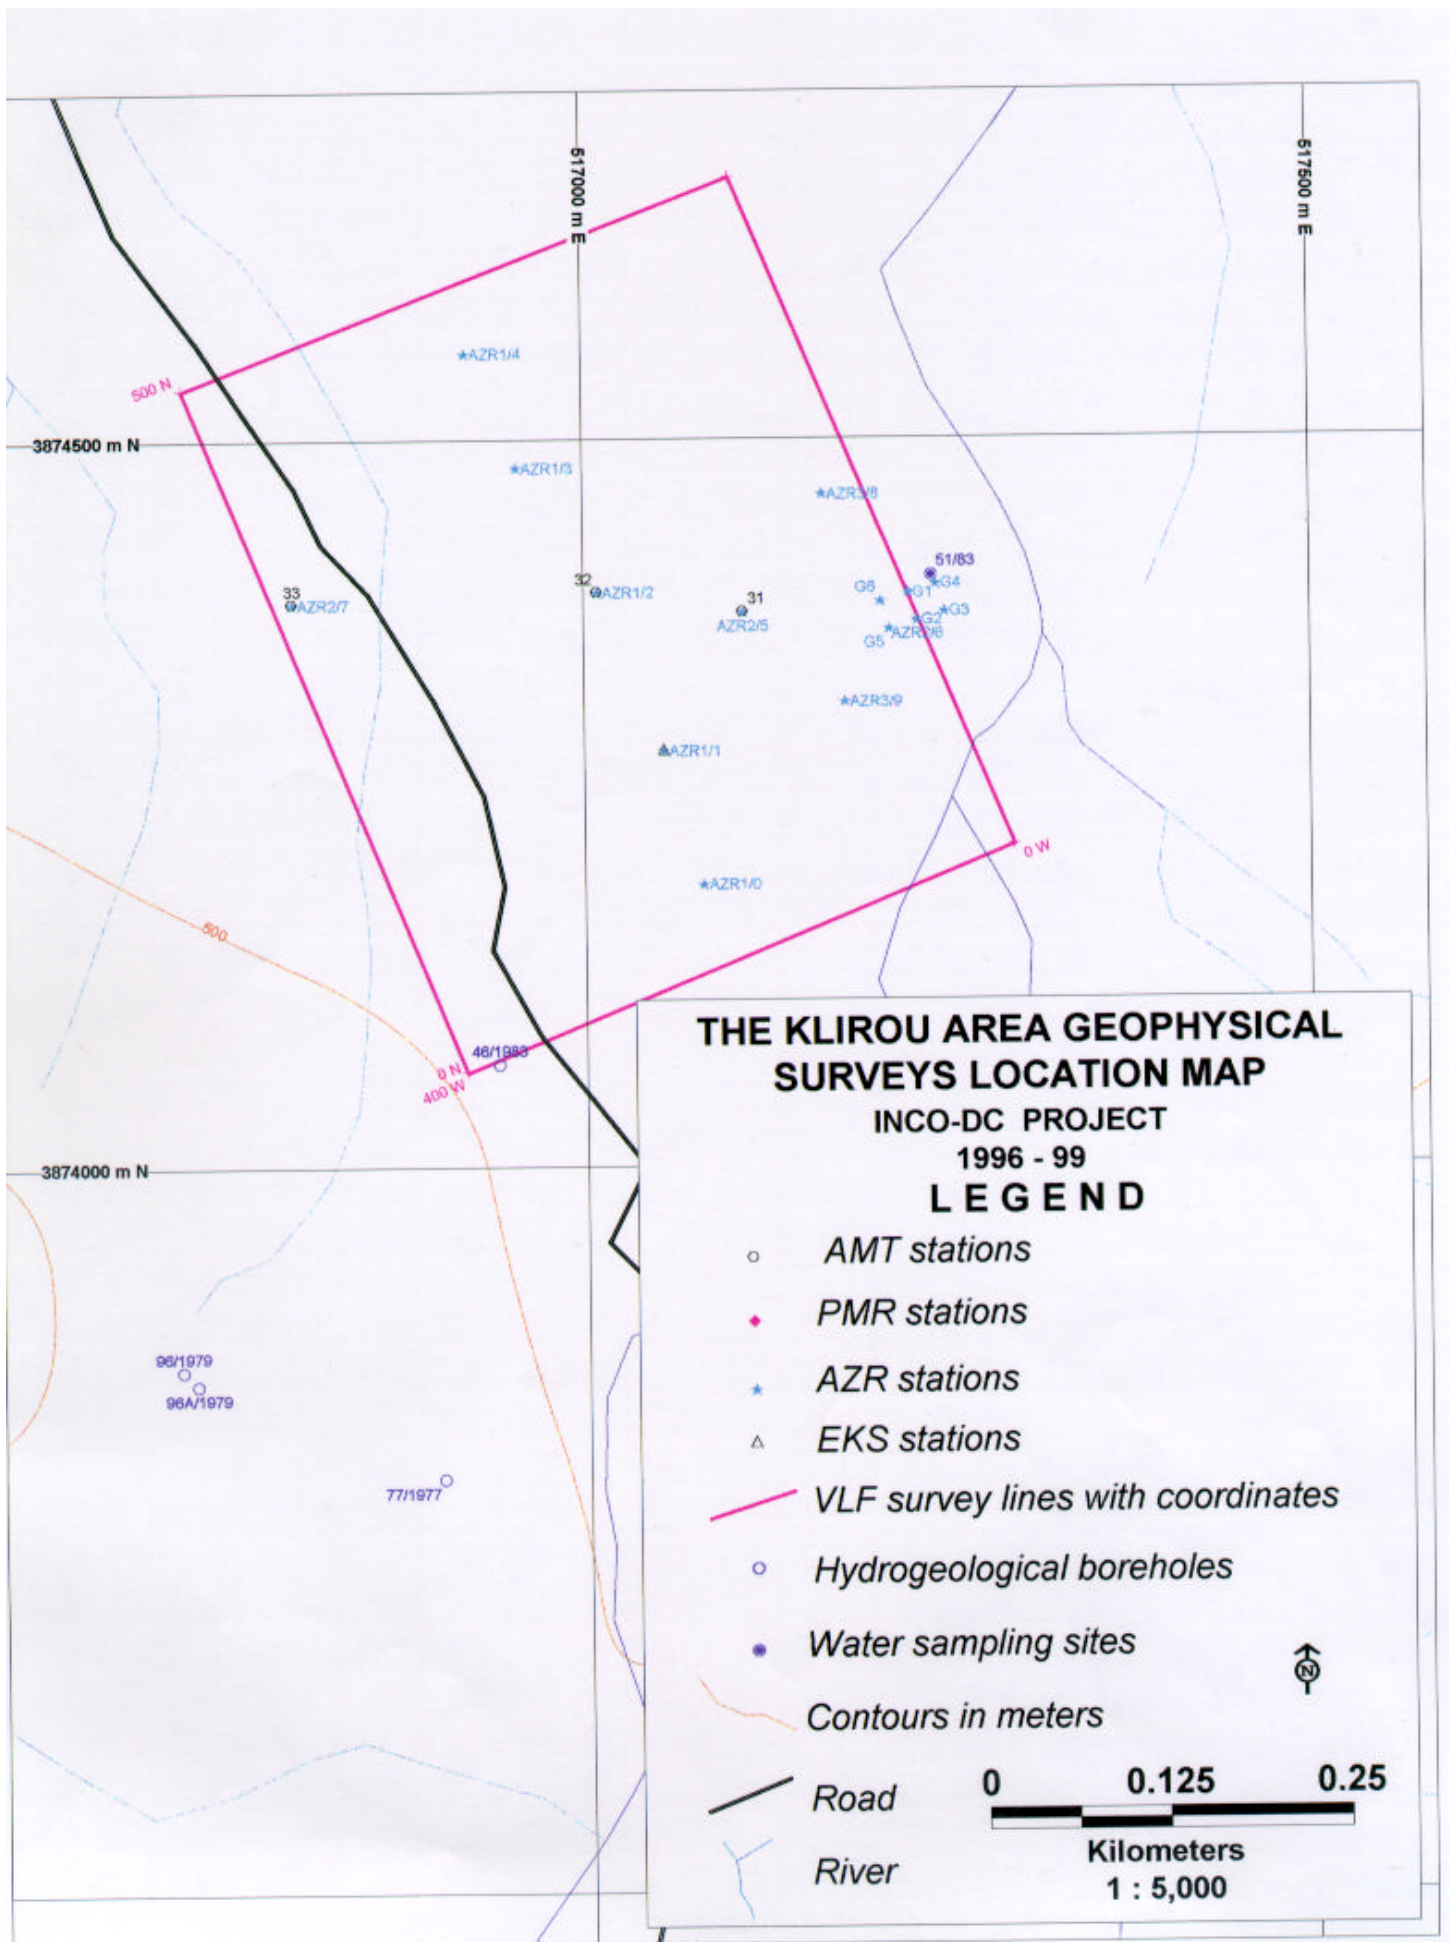 517000 m E
517500 m E
AZR1/4
500 N
3874500 m N
AZR1/3
AZR3/8
51/83
G4
G6
G1
33
AZR2/7
32
AZR1/2
31
AZR2/5
G3
G2
G5
AZR2/6
AZR3/9
AZR1/1
0 W
AZR1/0
500
46/1983
0 N
400 W
3874000 m N
96/1979
96A/1979
77/1977
THE KLIROU AREA GEOPHYSICAL
SURVEYS LOCATION MAP
INCO-DC PROJECT
1996 - 99
LEGEND
AMT stations
PMR stations
AZR stations
EKS stations
VLF survey lines with coordinates
Hydrogeological boreholes
Water sampling sites
N
Contours in meters
Road
0 0.125 0.25
Kilometers
1 : 5,000
River